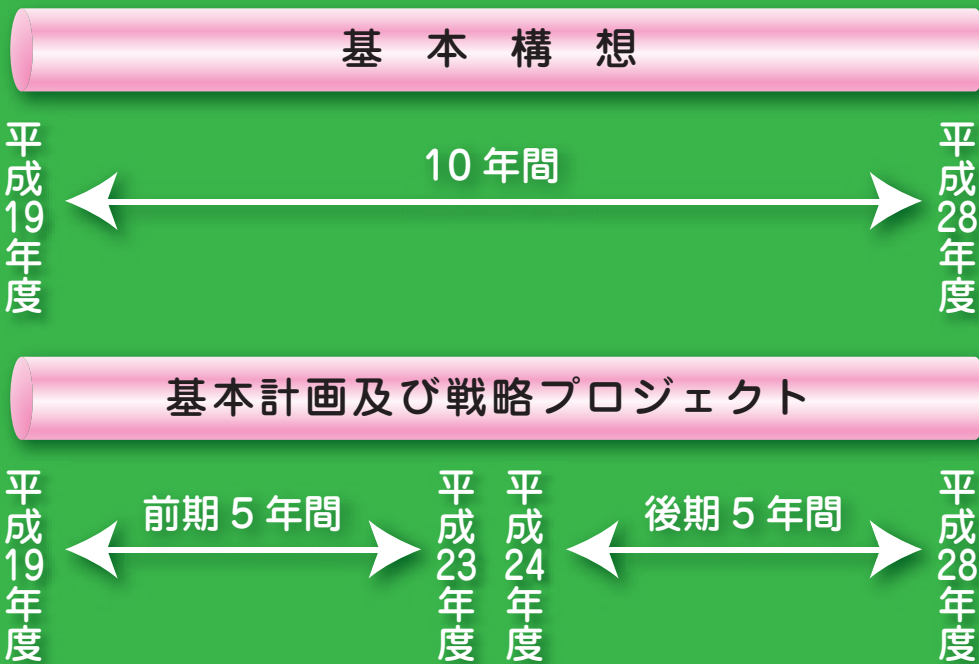 基本構想
平成19年度
10年間
平成28年度
基本計画及び戦略プロジェクト
平成19年度
前期5年間
平成23年度
平成24年度
後期5年間
平成28年度